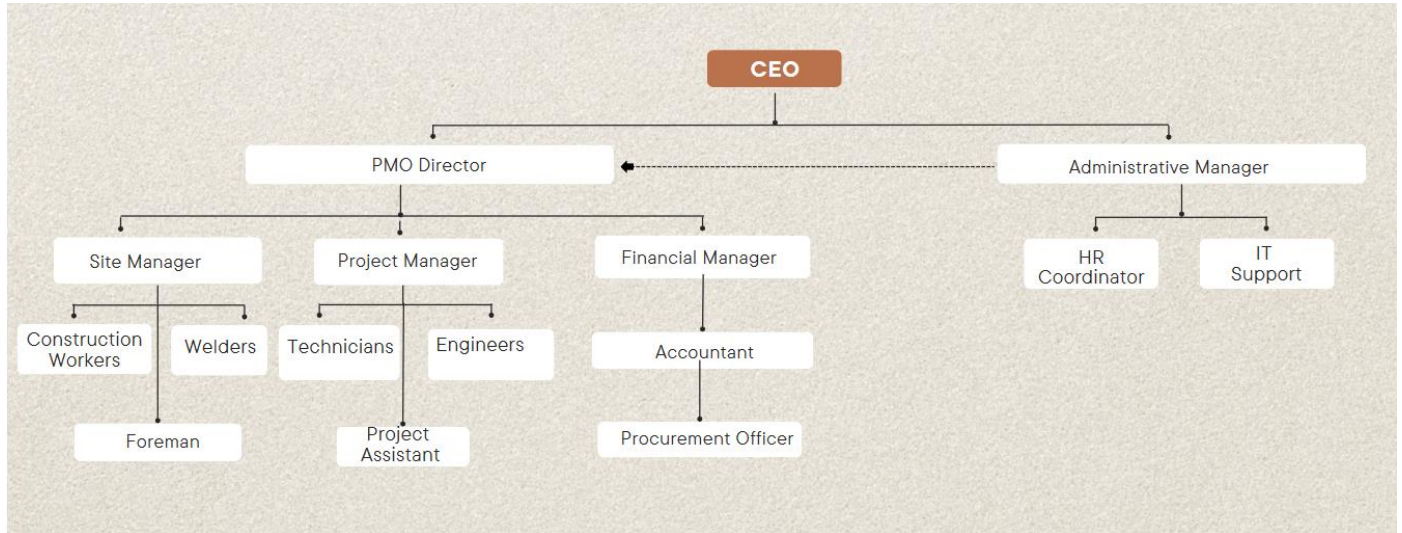 CEO
PMO Director
Administrative Manager
Site Manager
Project Manager
Financial Manager
HR
Coordinator
IT
Support
Construction
Workers
Welders
Technicians
Engineers
Accountant
Foreman
Project
Assistant
Procurement Officer